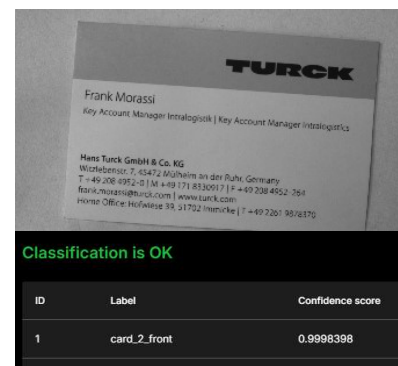 TURCK
Frank Morassi
Key Account Manager Intralogistik | Key Account Manager Intralogistics
Hans Turck GmbH & Co. KG
Witzlebenstr. 7, 45472 Mülheim an der Ruhr, Germany
T +49 208 4952-0 | M +49 171 8330917 | F +49 208 4952-264
frank.morassi@turck.com | www.turck.com
Home Office: Hofwiese 39, 51702 | T +49 2261 9878370
Classification is OK
ID Label Confidence score
1 card_2_front 0.9998398